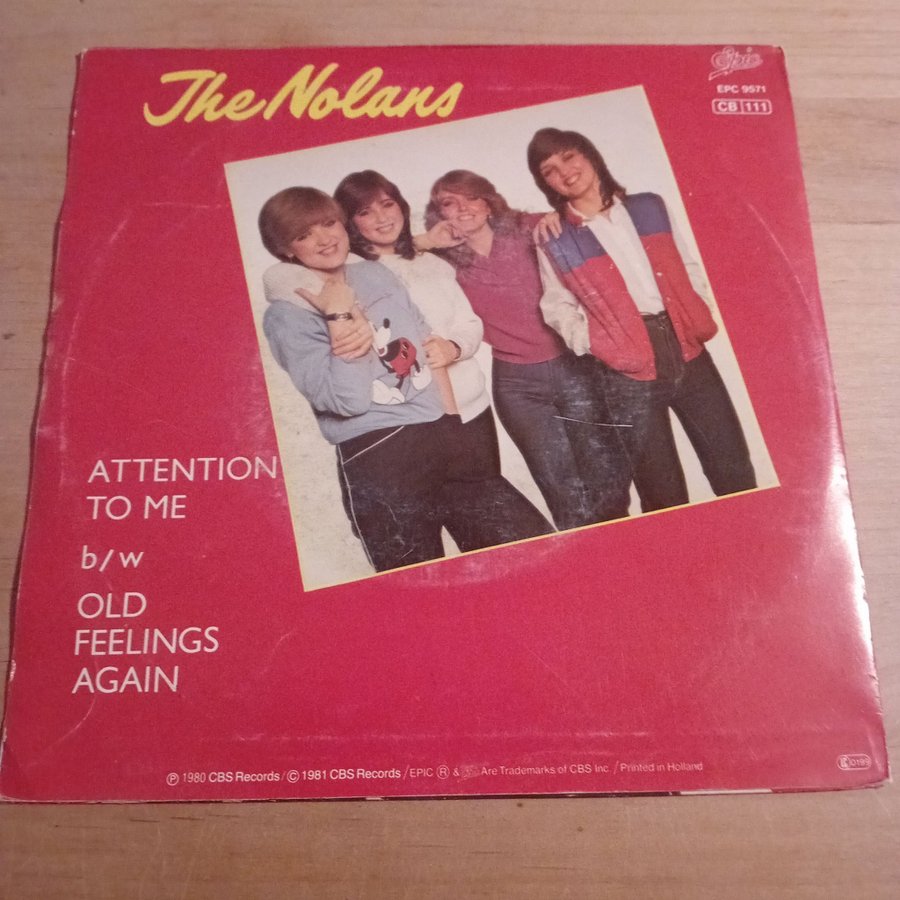 The Nolans
Epic
EPC 9571
CB 111
ATTENTION
TO ME
b/w
OLD
FEELINGS
AGAIN
℗ 1980 CBS Records / © 1981 CBS Records / EPIC ® & Are Trademarks of CBS Inc. / Printed in Holland
0199